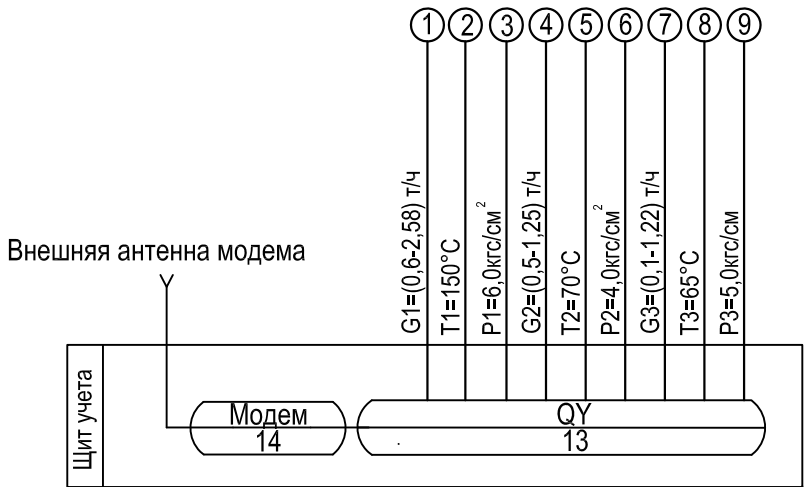 1 2 3 4 5 6 7 8 9
G1=(0,6-2,58) т/ч
T1=150°C
P1=6,0кгс/см²
G2=(0,5-1,25) т/ч
T2=70°C
P2=4,0кгс/см²
G3=(0,1-1,22) т/ч
T3=65°C
P3=5,0кгс/см
Внешняя антенна модема
Щит учета
Модем
14
QY
13